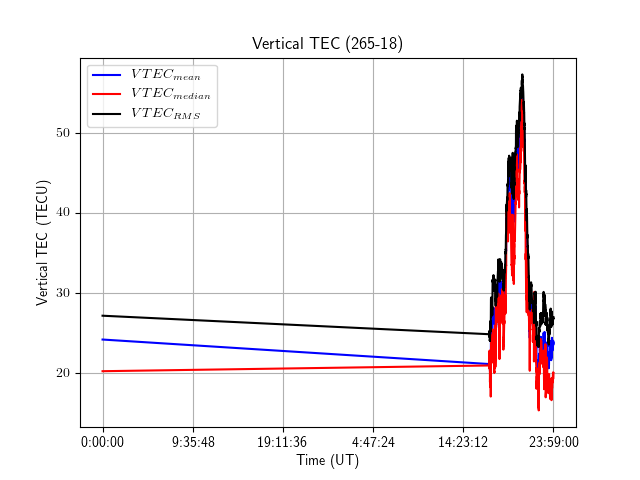 Vertical TEC (265-18)
VTEC_mean
VTEC_median
VTEC_RMS
50
40
30
20
Vertical TEC (TECU)
0:00:00 9:35:48 19:11:36 4:47:24 14:23:12 23:59:00
Time (UT)